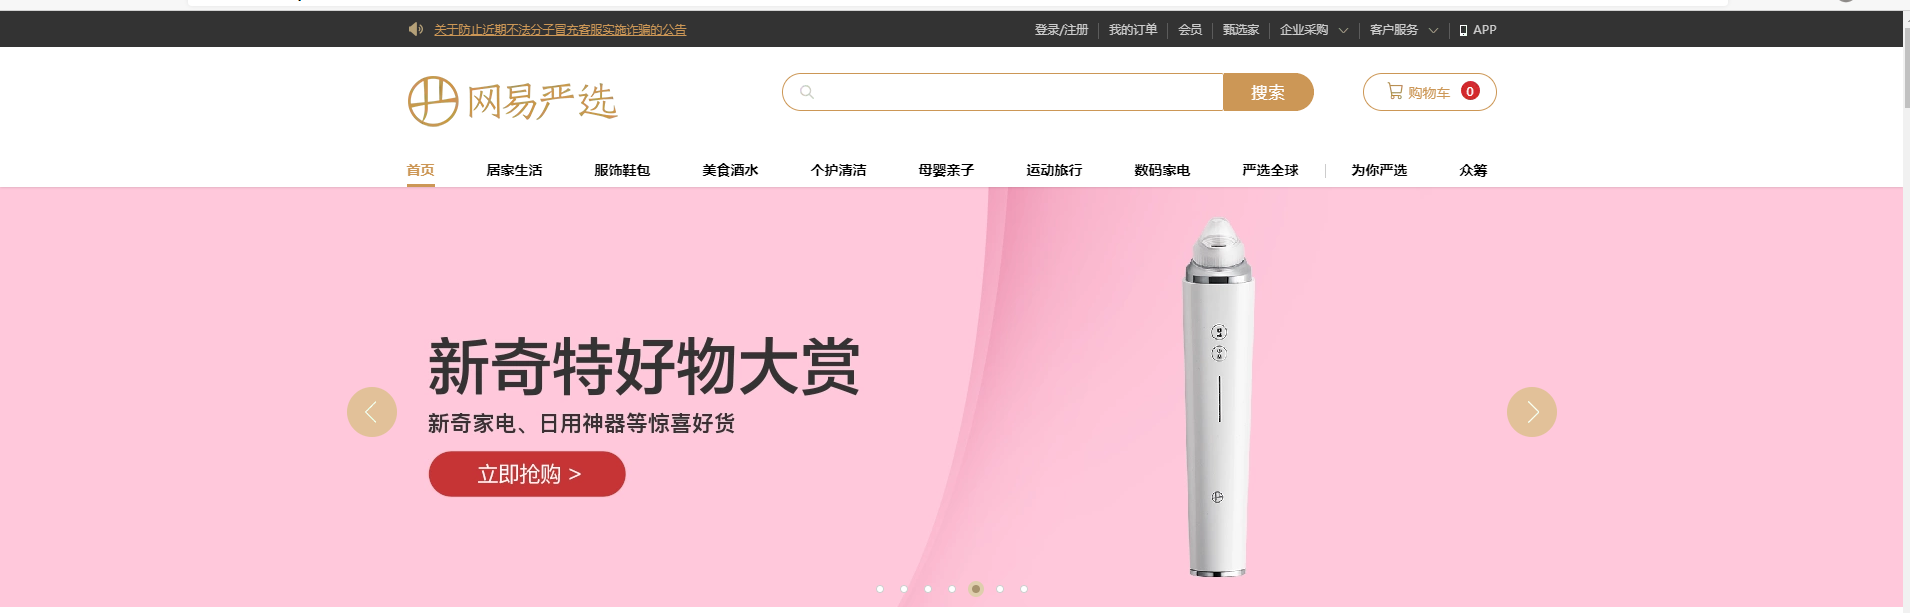 关于防止近期不法分子冒充客服实施诈骗的公告
登录/注册 我的订单 会员 甄选家 企业采购 客户服务 APP
网易严选
搜索
购物车 0
首页 居家生活 服饰鞋包 美食酒水 个护清洁 母婴亲子 运动旅行 数码家电 严选全球 为你严选 众筹
新奇特好物大赏
新奇家电、日用神器等惊喜好货
立即抢购 >